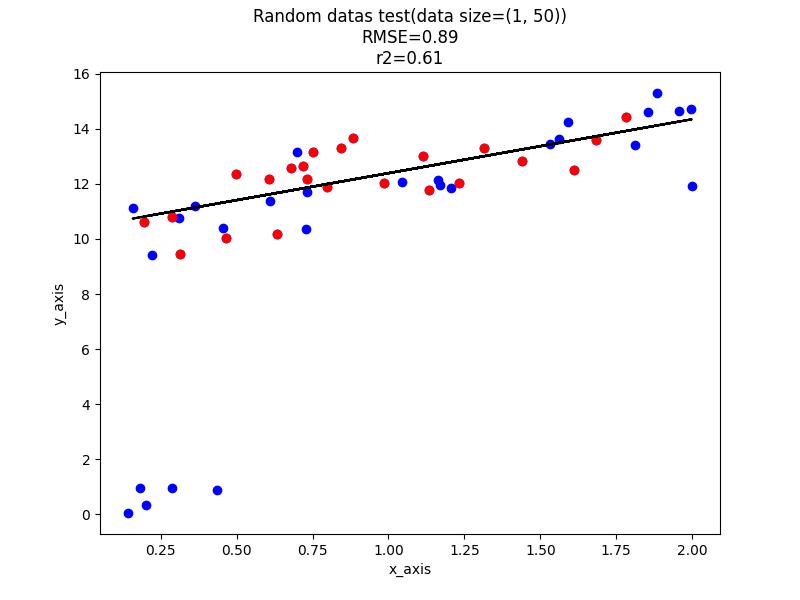 Random datas test(data size=(1, 50))
RMSE=0.89
r2=0.61
16
14
12
10
8
6
4
2
0
y_axis
0.25 0.50 0.75 1.00 1.25 1.50 1.75 2.00
x_axis